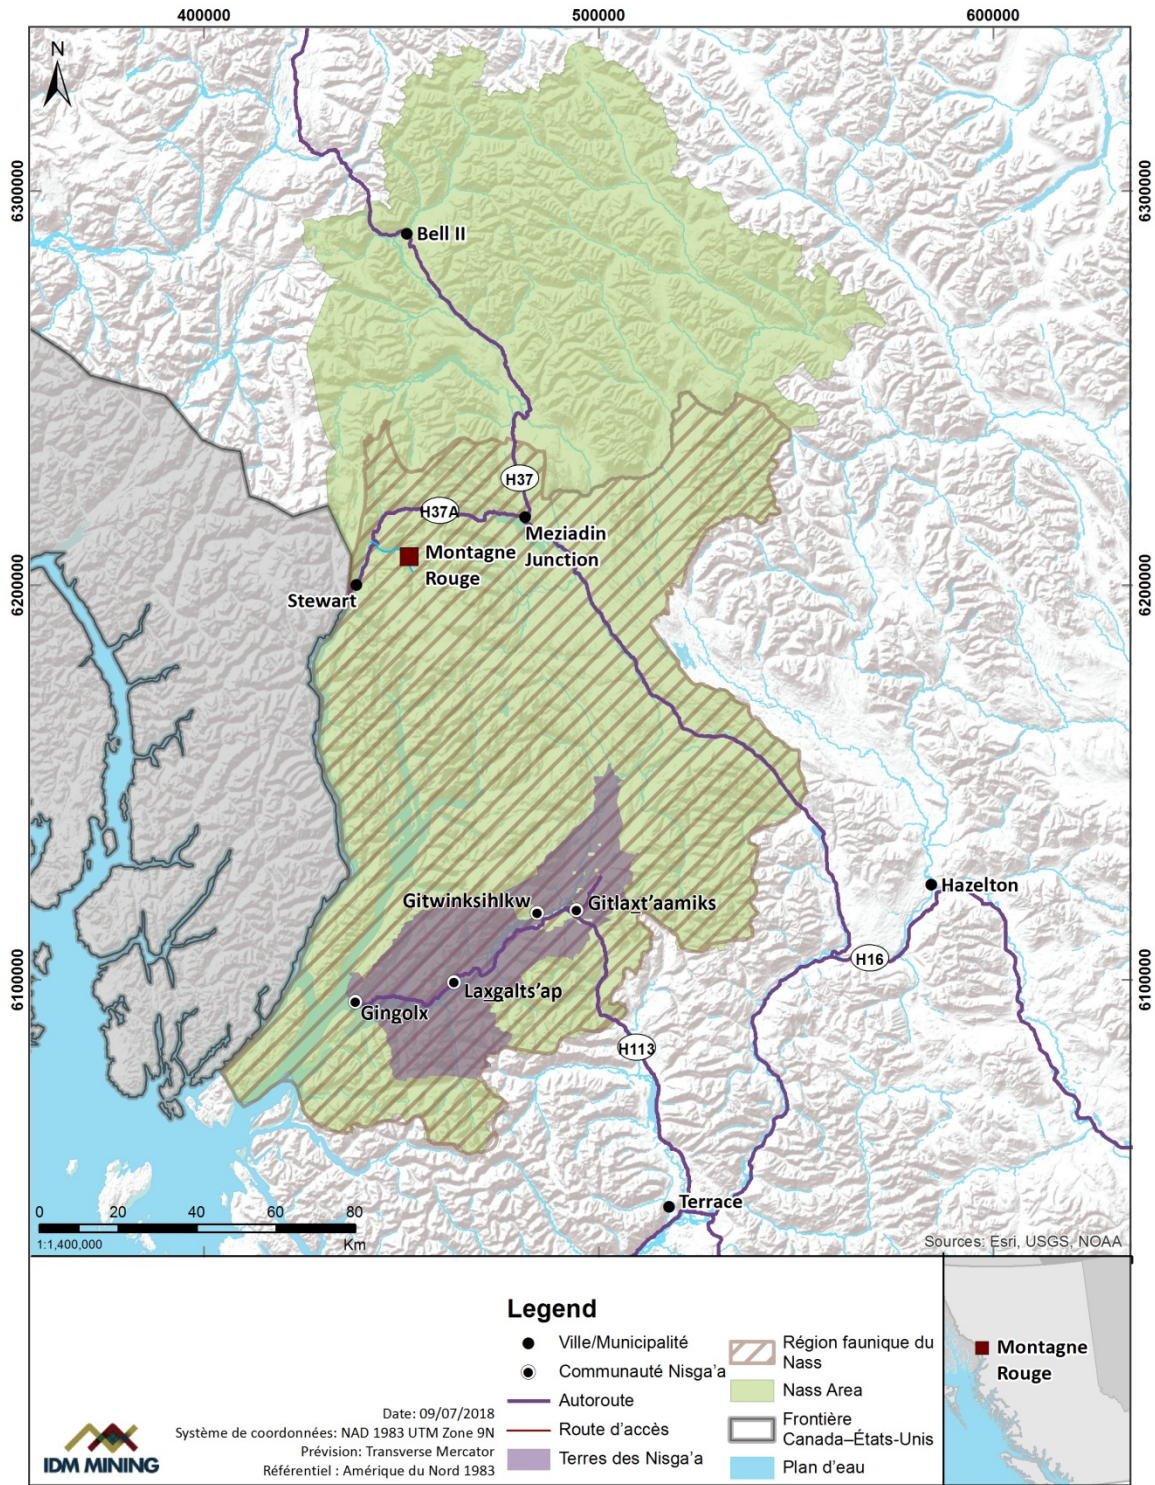 400000
500000
600000
N
6300000
6300000
Bell II
H37
H37A
Meziadin
Junction
Montagne
Rouge
Stewart
6200000
6200000
Hazelton
Gitwinksihlkw
Gitlax̱t'aamiks
H16
6100000
6100000
Lax̱galts'ap
Gingolx
H113
Terrace
0 20 40 60 80
Km
1:1,400,000
Sources: Esri, USGS, NOAA
Legend
Ville/Municipalité
Communauté Nisga'a
Autoroute
Route d'accès
Terres des Nisga'a
Région faunique du
Nass
Nass Area
Frontière
Canada–États-Unis
Plan d'eau
Montagne
Rouge
IDM MINING
Date: 09/07/2018
Système de coordonnées: NAD 1983 UTM Zone 9N
Prévision: Transverse Mercator
Référentiel : Amérique du Nord 1983